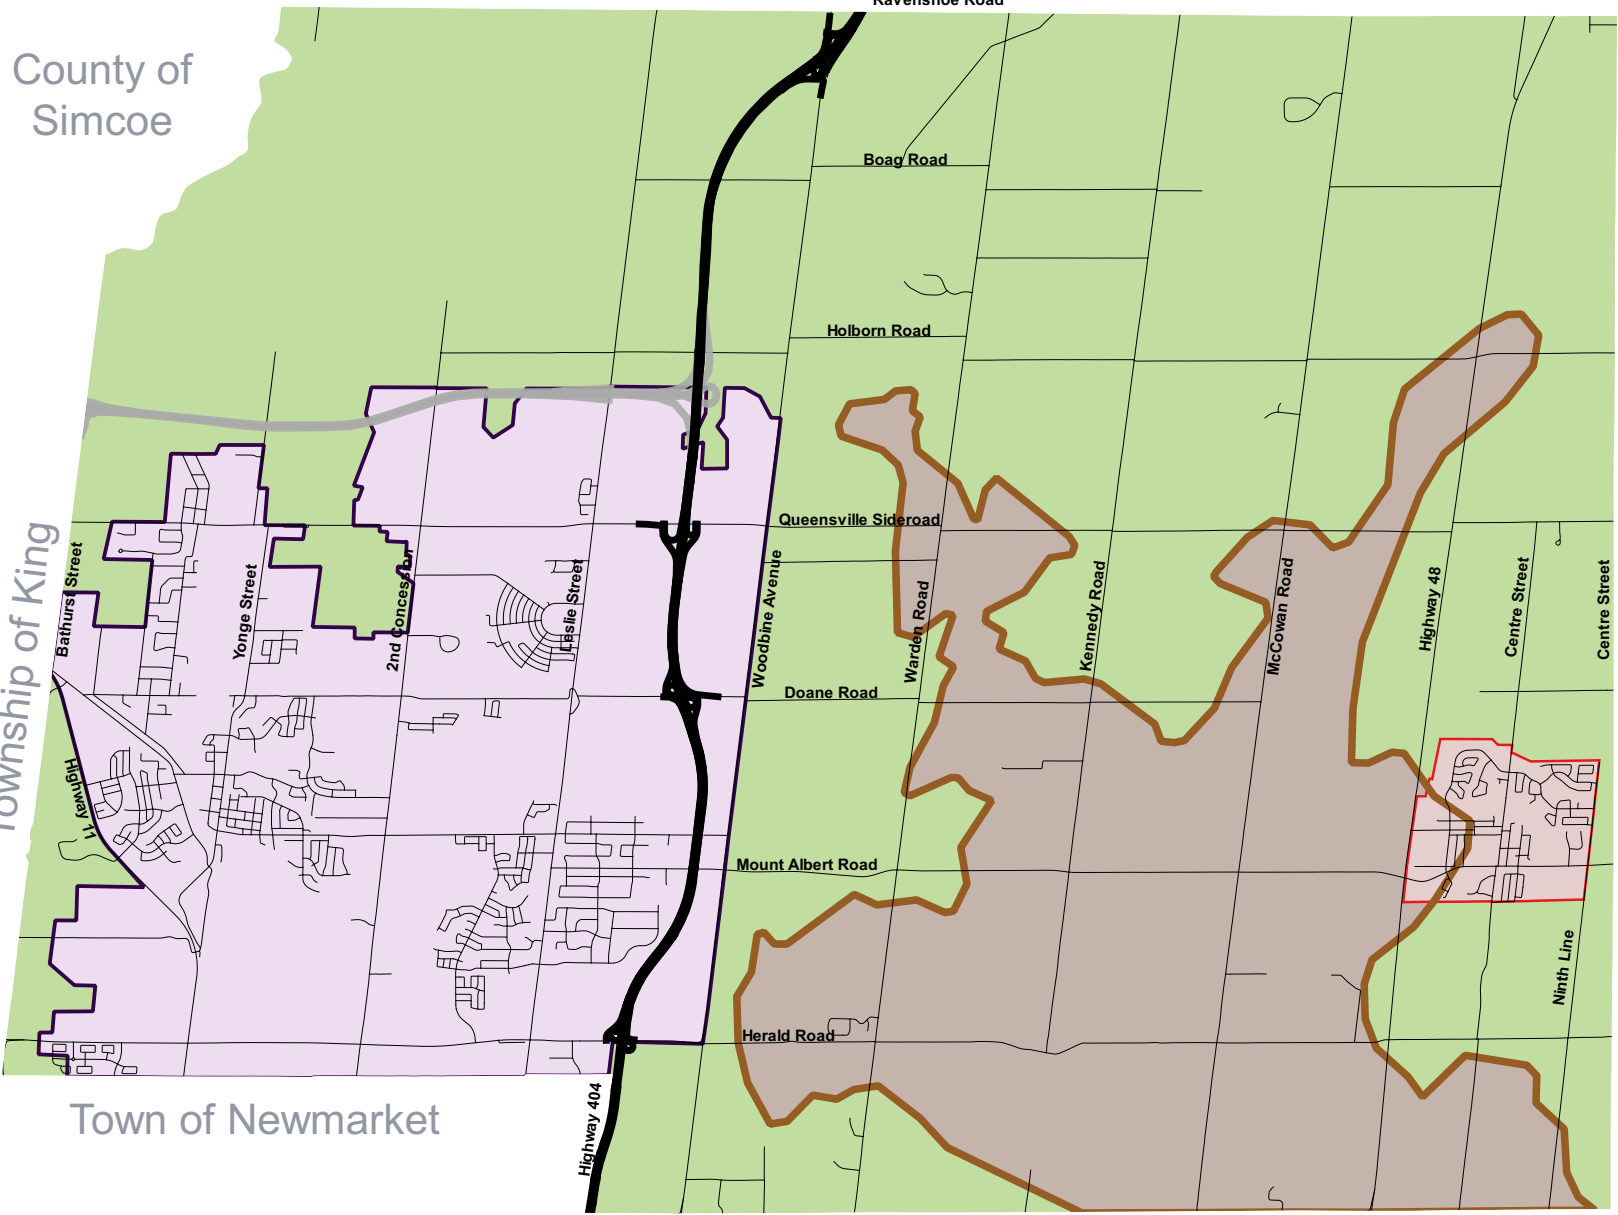 Ravenshoe Road
County of
Simcoe
Boag Road
Holborn Road
Queensville Sideroad
Township of King
Bathurst Street
Yonge Street
2nd Concession
Leslie Street
Woodbine Avenue
Warden Road
Kennedy Road
McCowan Road
Highway 48
Centre Street
Centre Street
Doane Road
Highway 11
Mount Albert Road
Ninth Line
Herald Road
Town of Newmarket
Highway 404